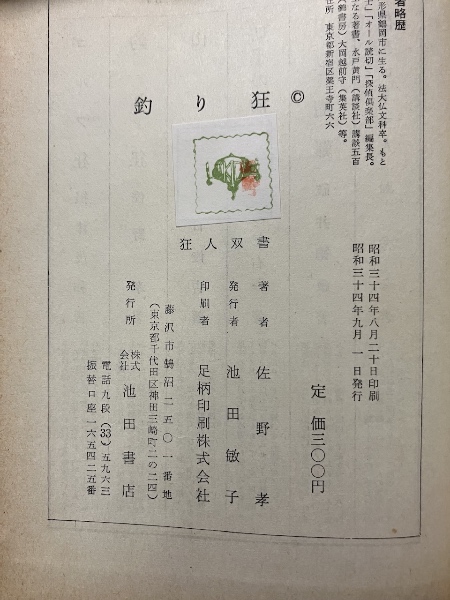 著略歴
形県鶴岡市に生る。法大仏文科卒。もと
士」「オール読切」「探偵倶楽部」編集長。
なる著書、水戸黄門(講談社)講談五百
鶴書房)大岡越前守(集英社)等。
住所 東京都新宿区薬王寺町六六
昭和三十四年八月二十日印刷
昭和三十四年九月一日発行
© 狂り釣
狂人双書
定価三〇〇円
著者 佐野孝
発行者 池田敏子
印刷者 足柄印刷株式会社
藤沢市鵠沼二五〇一番地
(東京都千代田区神田三崎町二の二四)
発行所 株式会社 池田書店
電話九段(33)五九六三
振替口座一六五四二五番